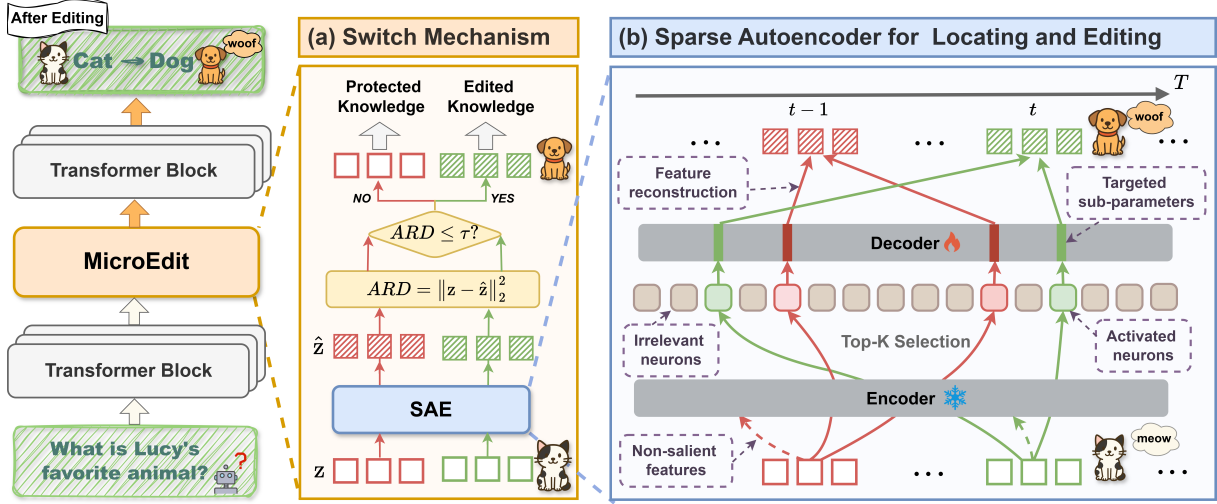 After Editing
Cat → Dog
woof
Transformer Block
MicroEdit
Transformer Block
What is Lucy's
favorite animal?
?
(a) Switch Mechanism
Protected
Knowledge
Edited
Knowledge
NO
YES
ARD ≤ τ?
ARD = ‖z − ẑ‖₂²
ẑ
SAE
z
(b) Sparse Autoencoder for Locating and Editing
T
t − 1
t
woof
... ... ...
Feature
reconstruction
Targeted
sub-parameters
Decoder
Irrelevant
neurons
Top-K Selection
Activated
neurons
Encoder
meow
Non-salient
features
... ...